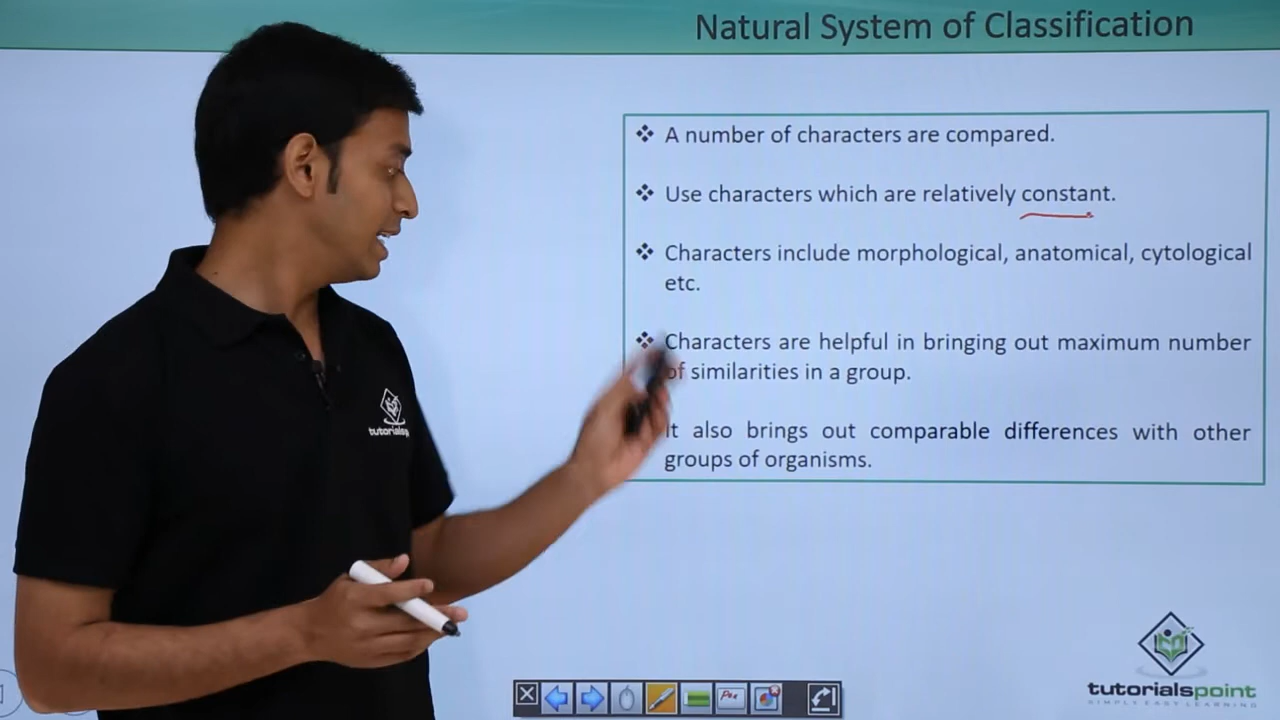 Natural System of Classification
A number of characters are compared.
Use characters which are relatively constant.
Characters include morphological, anatomical, cytological
etc.
Characters are helpful in bringing out maximum number
of similarities in a group.
It also brings out comparable differences with other
groups of organisms.
tutorialspoint
tutorialspoint
SIMPLE EASY LEARNING
Pen